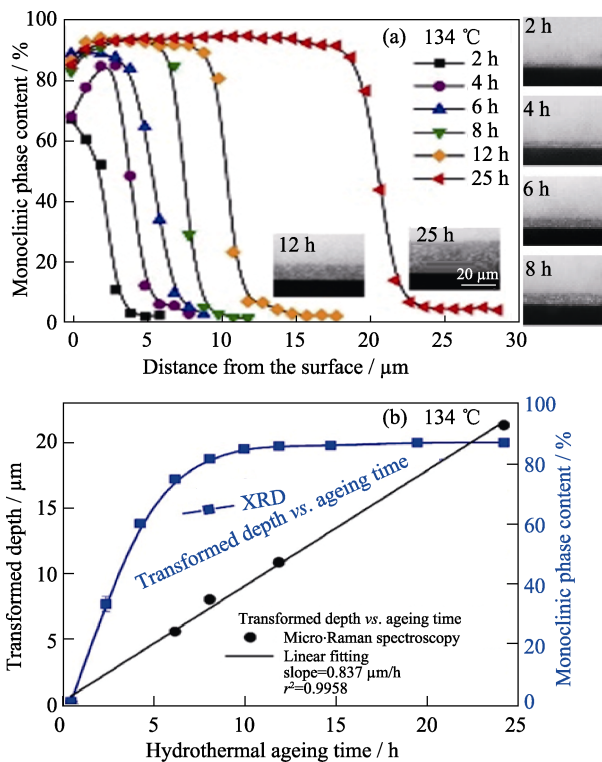 100
80
60
40
20
0
Monoclinic phase content / %
(a)
134 ℃
2 h
4 h
6 h
8 h
12 h
25 h
12 h
25 h
20 µm
0
5
10
15
20
25
30
Distance from the surface / µm
2 h
4 h
6 h
8 h
20
15
10
5
0
Transformed depth / µm
(b)
134 ℃
XRD
Transformed depth vs. ageing time
Transformed depth vs. ageing time
Micro·Raman spectroscopy
Linear fitting
slope=0.837 µm/h
r²=0.9958
100
80
60
40
20
0
Monoclinic phase content / %
0
5
10
15
20
25
Hydrothermal ageing time / h